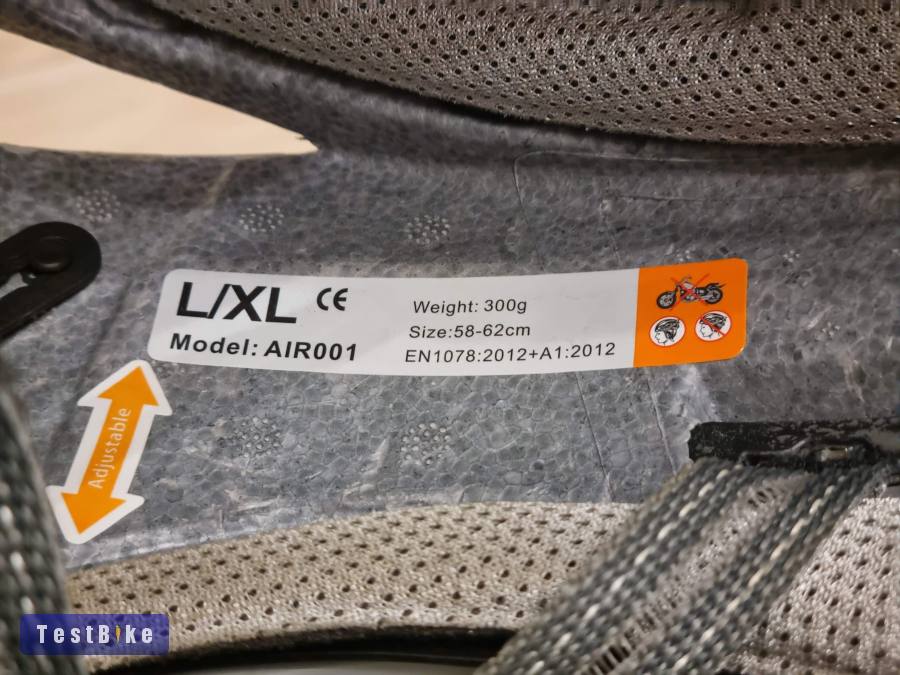 L/XL CE
Model: AIR001
Weight: 300g
Size:58-62cm
EN1078:2012+A1:2012
Adjustable
TestBike